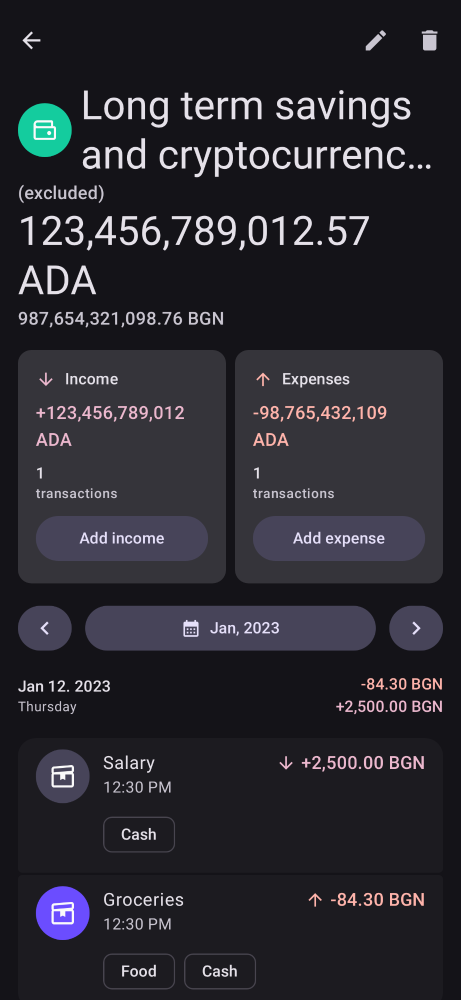 Long term savings
and cryptocurrenc...
(excluded)
123,456,789,012.57
ADA
987,654,321,098.76 BGN
Income
+123,456,789,012
ADA
1
transactions
Add income
Expenses
-98,765,432,109
ADA
1
transactions
Add expense
Jan, 2023
Jan 12. 2023
-84.30 BGN
Thursday
+2,500.00 BGN
Salary
+2,500.00 BGN
12:30 PM
Cash
Groceries
-84.30 BGN
12:30 PM
Food
Cash